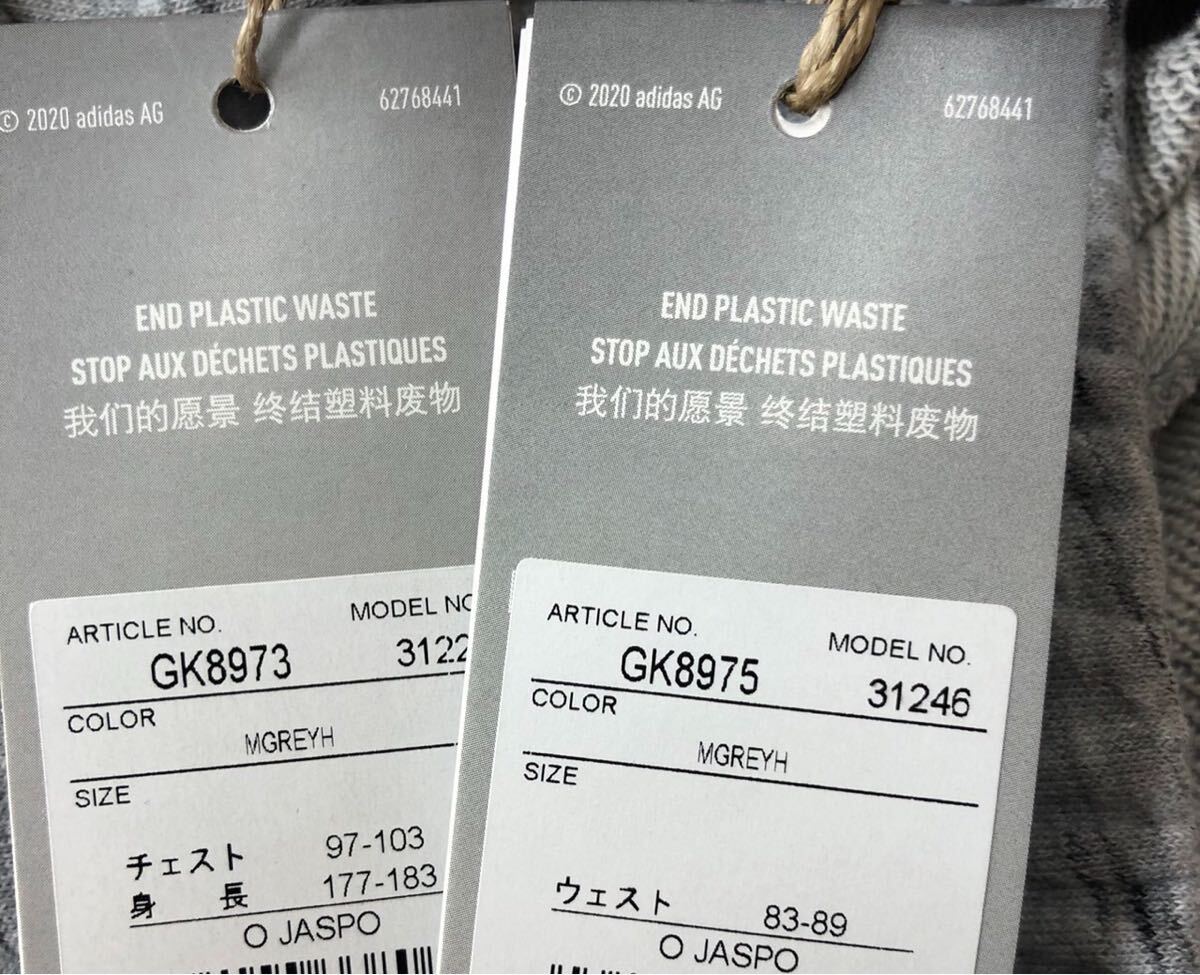 © 2020 adidas AG
62768441
END PLASTIC WASTE
STOP AUX DÉCHETS PLASTIQUES
我们的愿景 终结塑料废物
ARTICLE NO.
MODEL NO
GK8973
3122
COLOR
MGREYH
SIZE
チェスト 97-103
身 長 177-183
O JASPO
© 2020 adidas AG
62768441
END PLASTIC WASTE
STOP AUX DÉCHETS PLASTIQUES
我们的愿景 终结塑料废物
ARTICLE NO.
MODEL NO.
GK8975
31246
COLOR
MGREYH
SIZE
ウェスト 83-89
O JASPO